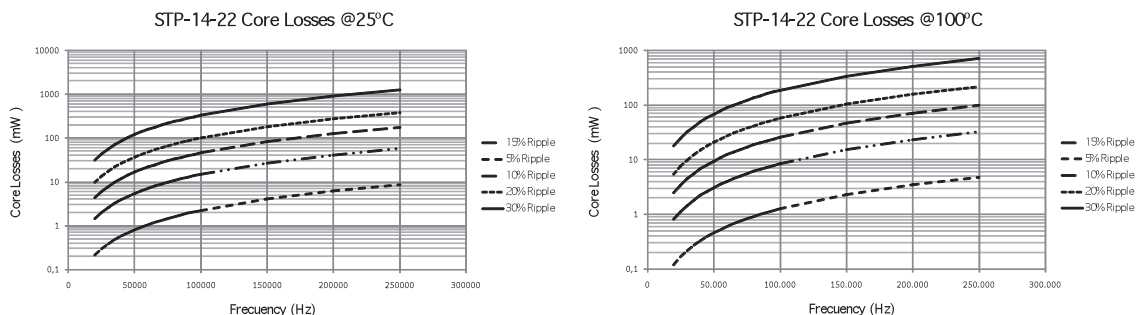 STP-14-22 Core Losses @25ºC
10000
1000
100
10
1
0,1
Core Losses (mW )
0 50000 100000 150000 200000 250000 300000
Frecuency (Hz)
15% Ripple
5% Ripple
10% Ripple
20% Ripple
30% Ripple
STP-14-22 Core Losses @100ºC
1000
100
10
1
0,1
Core Losses (mW
0 50.000 100.000 150.000 200.000 250.000 300.000
Frecuency (Hz)
15% Ripple
5% Ripple
10% Ripple
20% Ripple
30% Ripple